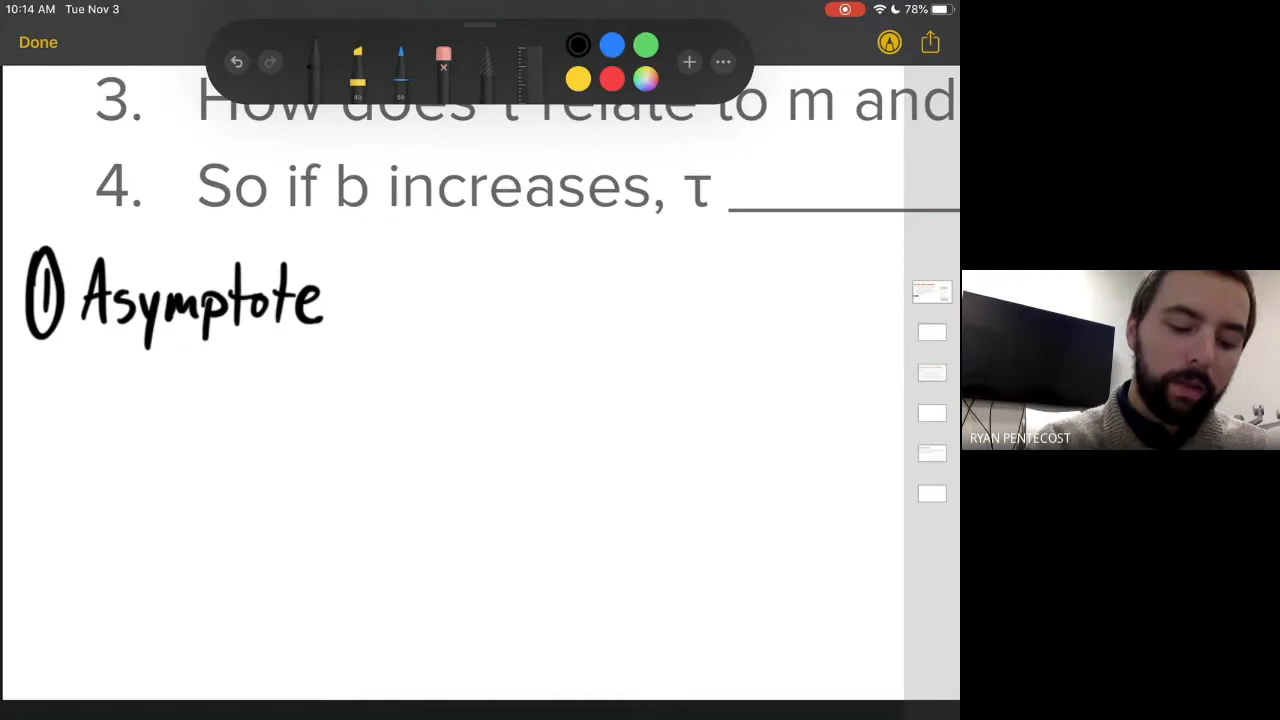 10:14 AM Tue Nov 3
78%
Done
3. How does τ relate to m and
4. So if b increases, τ __________
① Asymptote
RYAN PENTECOST